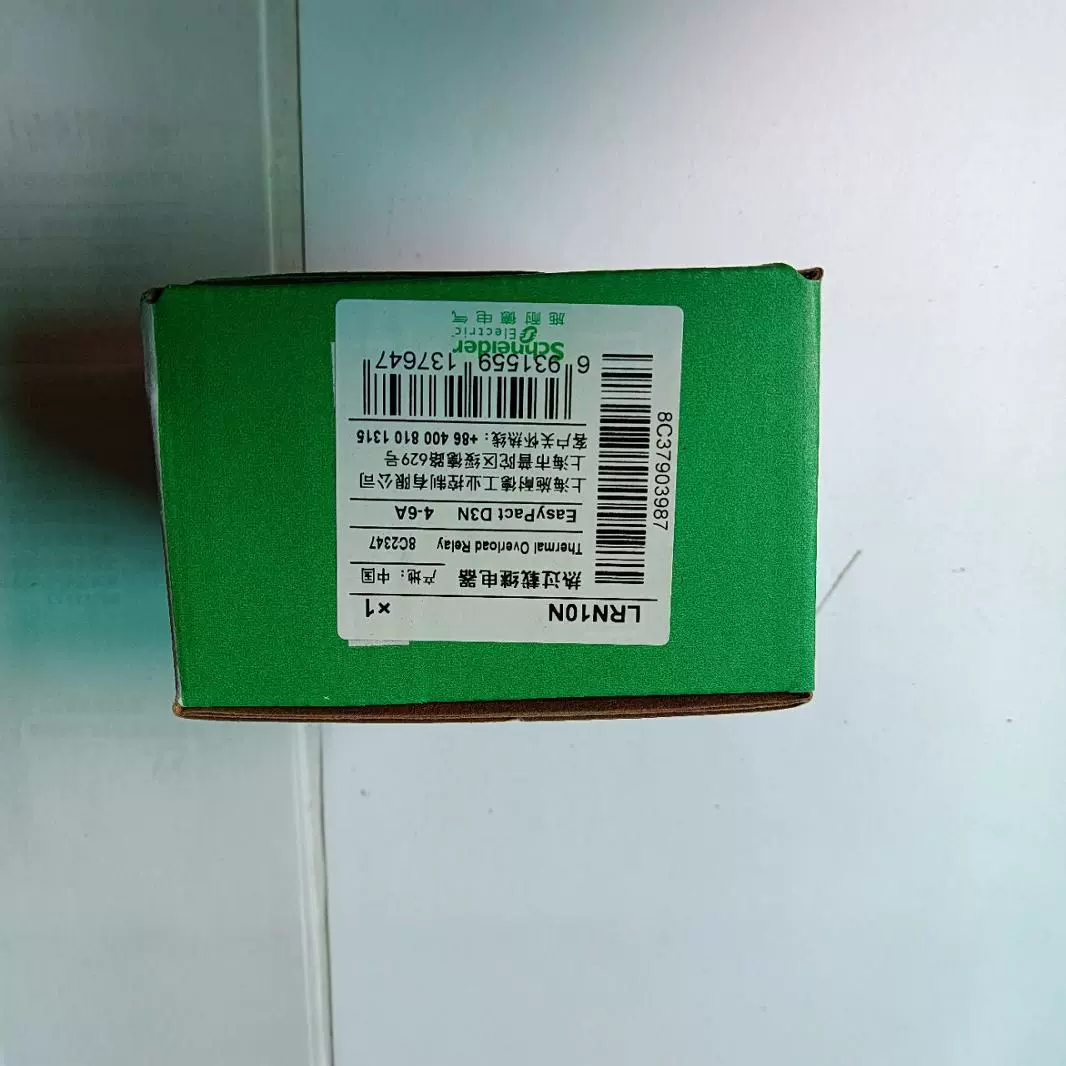 LRN10N ×1
热过载继电器 产地：中国
Thermal Overload Relay 8C2347
EasyPact D3N 4-6A
上海施耐德工业控制有限公司
上海市普陀区绥德路629号
客户关怀热线：+86 400 810 1315
6 931559 137647
Schneider
Electric
施耐德电气
8C37903987